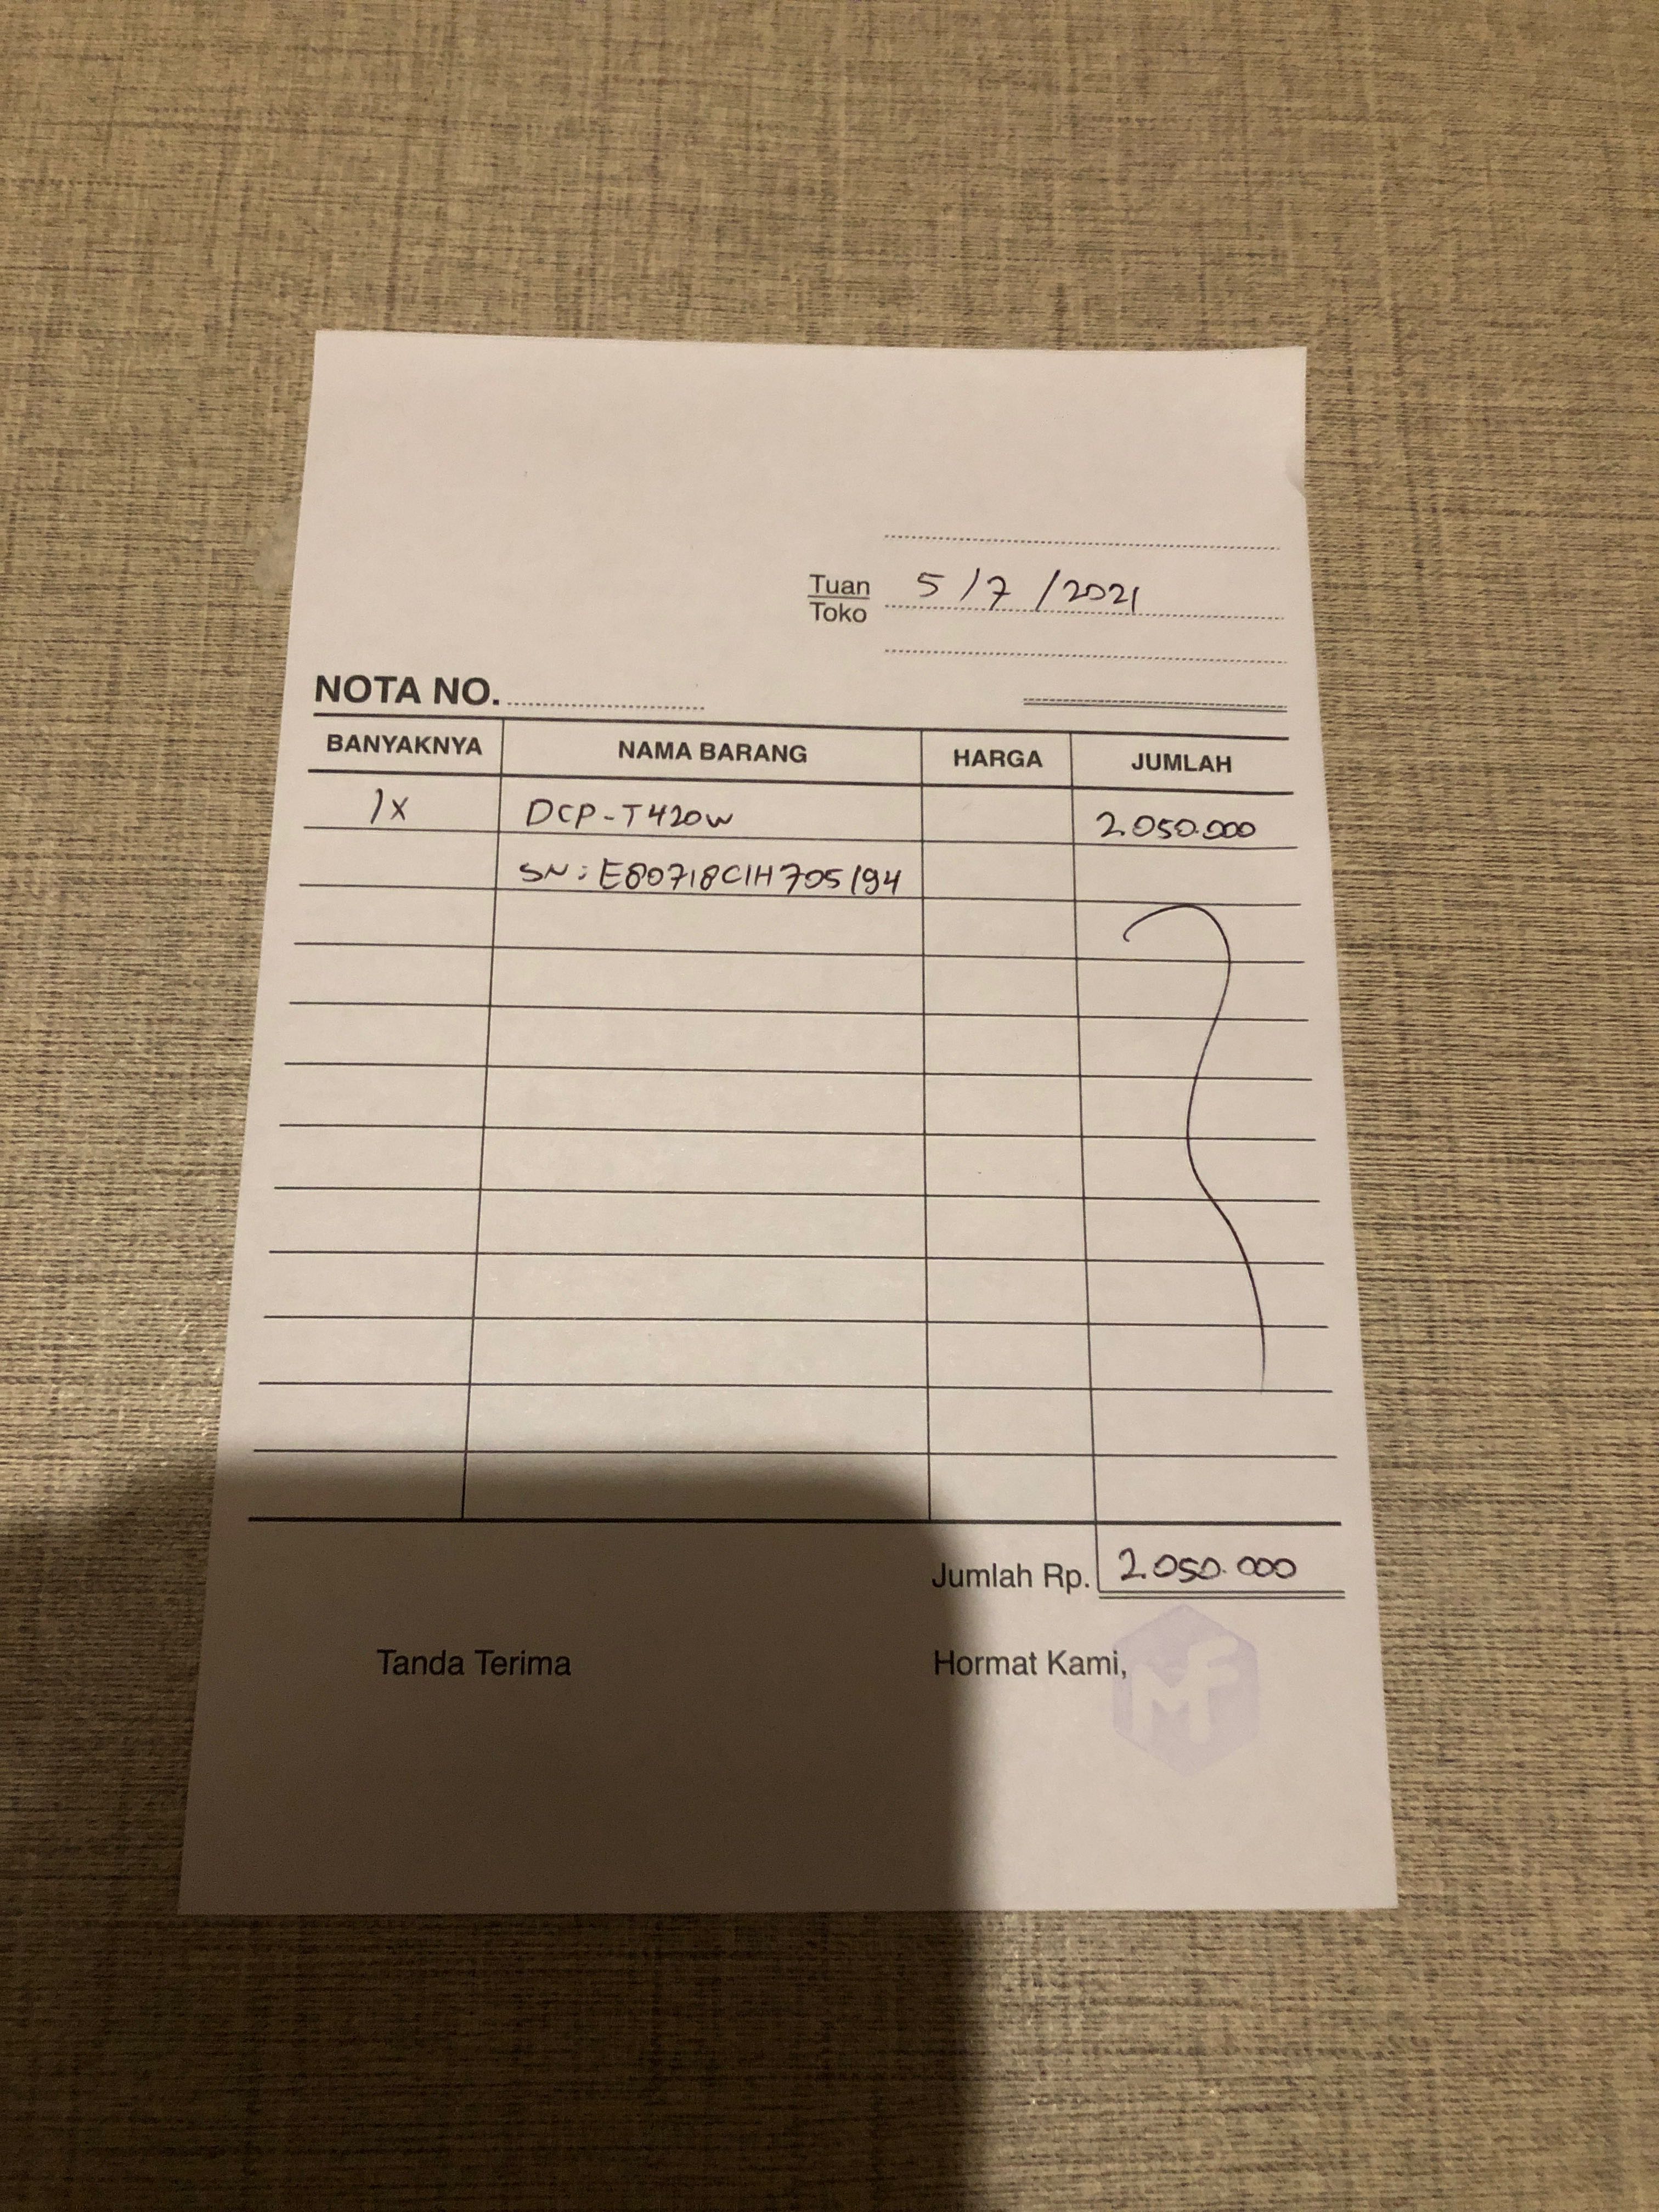 Tuan 5/7/2021
Toko
NOTA NO.
BANYAKNYA NAMA BARANG HARGA JUMLAH
1x DCP-T420W 2.050.000
SN: E80718C1H705194
Jumlah Rp. 2.050.000
Tanda Terima Hormat Kami,
MF